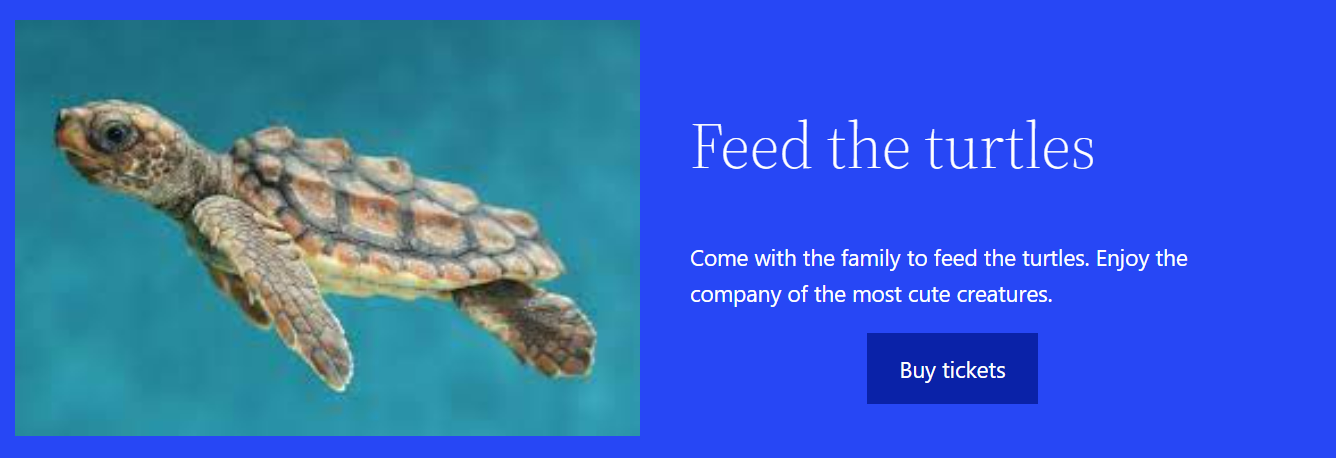 Feed the turtles
Come with the family to feed the turtles. Enjoy the
company of the most cute creatures.
Buy tickets